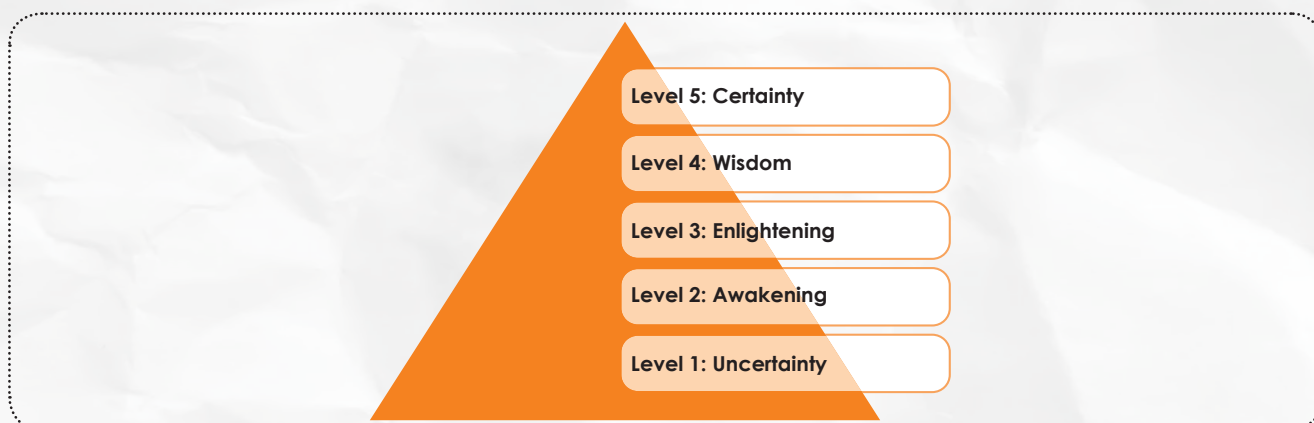 Level 5: Certainty
Level 4: Wisdom
Level 3: Enlightening
Level 2: Awakening
Level 1: Uncertainty